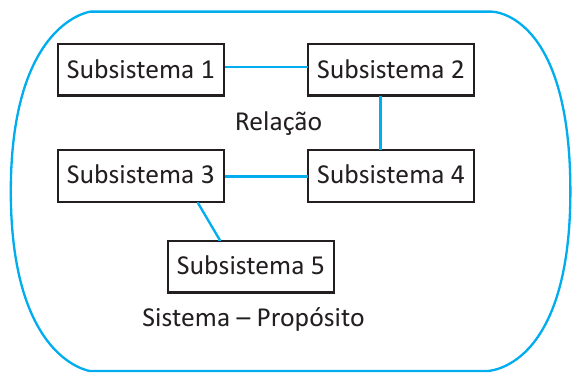 Subsistema 1
Subsistema 2
Relação
Subsistema 3
Subsistema 4
Subsistema 5
Sistema – Propósito